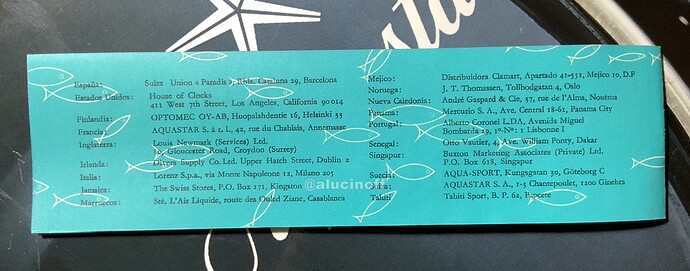 España: Suiza Union « Paradis », Rbla. Cataluna 29, Barcelona
Estados Unidos: House of Clocks
412 West 7th Street, Los Angeles, California 90014
Finlandia: OPTOMEC OY-AB, Huopalahdentie 16, Helsinki 33
Francia: AQUASTAR S. à r. l., 42, rue du Chablais, Annemasse
Inglaterra: Louis Newmark (Services) Ltd.
Gloucester Road, Croydon (Surrey)
Irlanda: Divers Supply Co. Ltd. Upper Hatch Street, Dublin 2
Italia: Lorenz S.p.a., via Monte Napoleone 12, Milano 205
Jamaica: The Swiss Stores, P.O. Box 171, Kingston
Marruecos: Sté. L'Air Liquide, route des Ouled Ziane, Casablanca
Mejico: Distribuidora Clamart, Apartado 41-551, Mejico 10, D.F
Noruega: J. T. Thomassen, Tollbodgatan 4, Oslo
Nueva Caledonia: André Gaspard & Cie, 37, rue de l'Alma, Nouméa
Panama: Mercurio S. A., Ave. Central 18-61, Panama City
Portugal: Alberto Coronel L.DA, Avenida Miguel
Bombarda 29, 1º-Nº: 1 Lisbonne I
Senegal: Otto Vautier, 4 Ave. William Ponty, Dakar
Singapur: Buxton Marketing Associates (Private) Ltd.
P.O. Box 618, Singapur
Suecia: AQUA-SPORT, Kungsgatan 30, Göteborg C
AQUASTAR S. A., 1-3 Chantepoulet, 1200 Ginebra
Tahiti Tahiti Sport, B. P. 62, Papeete
@alucinoff